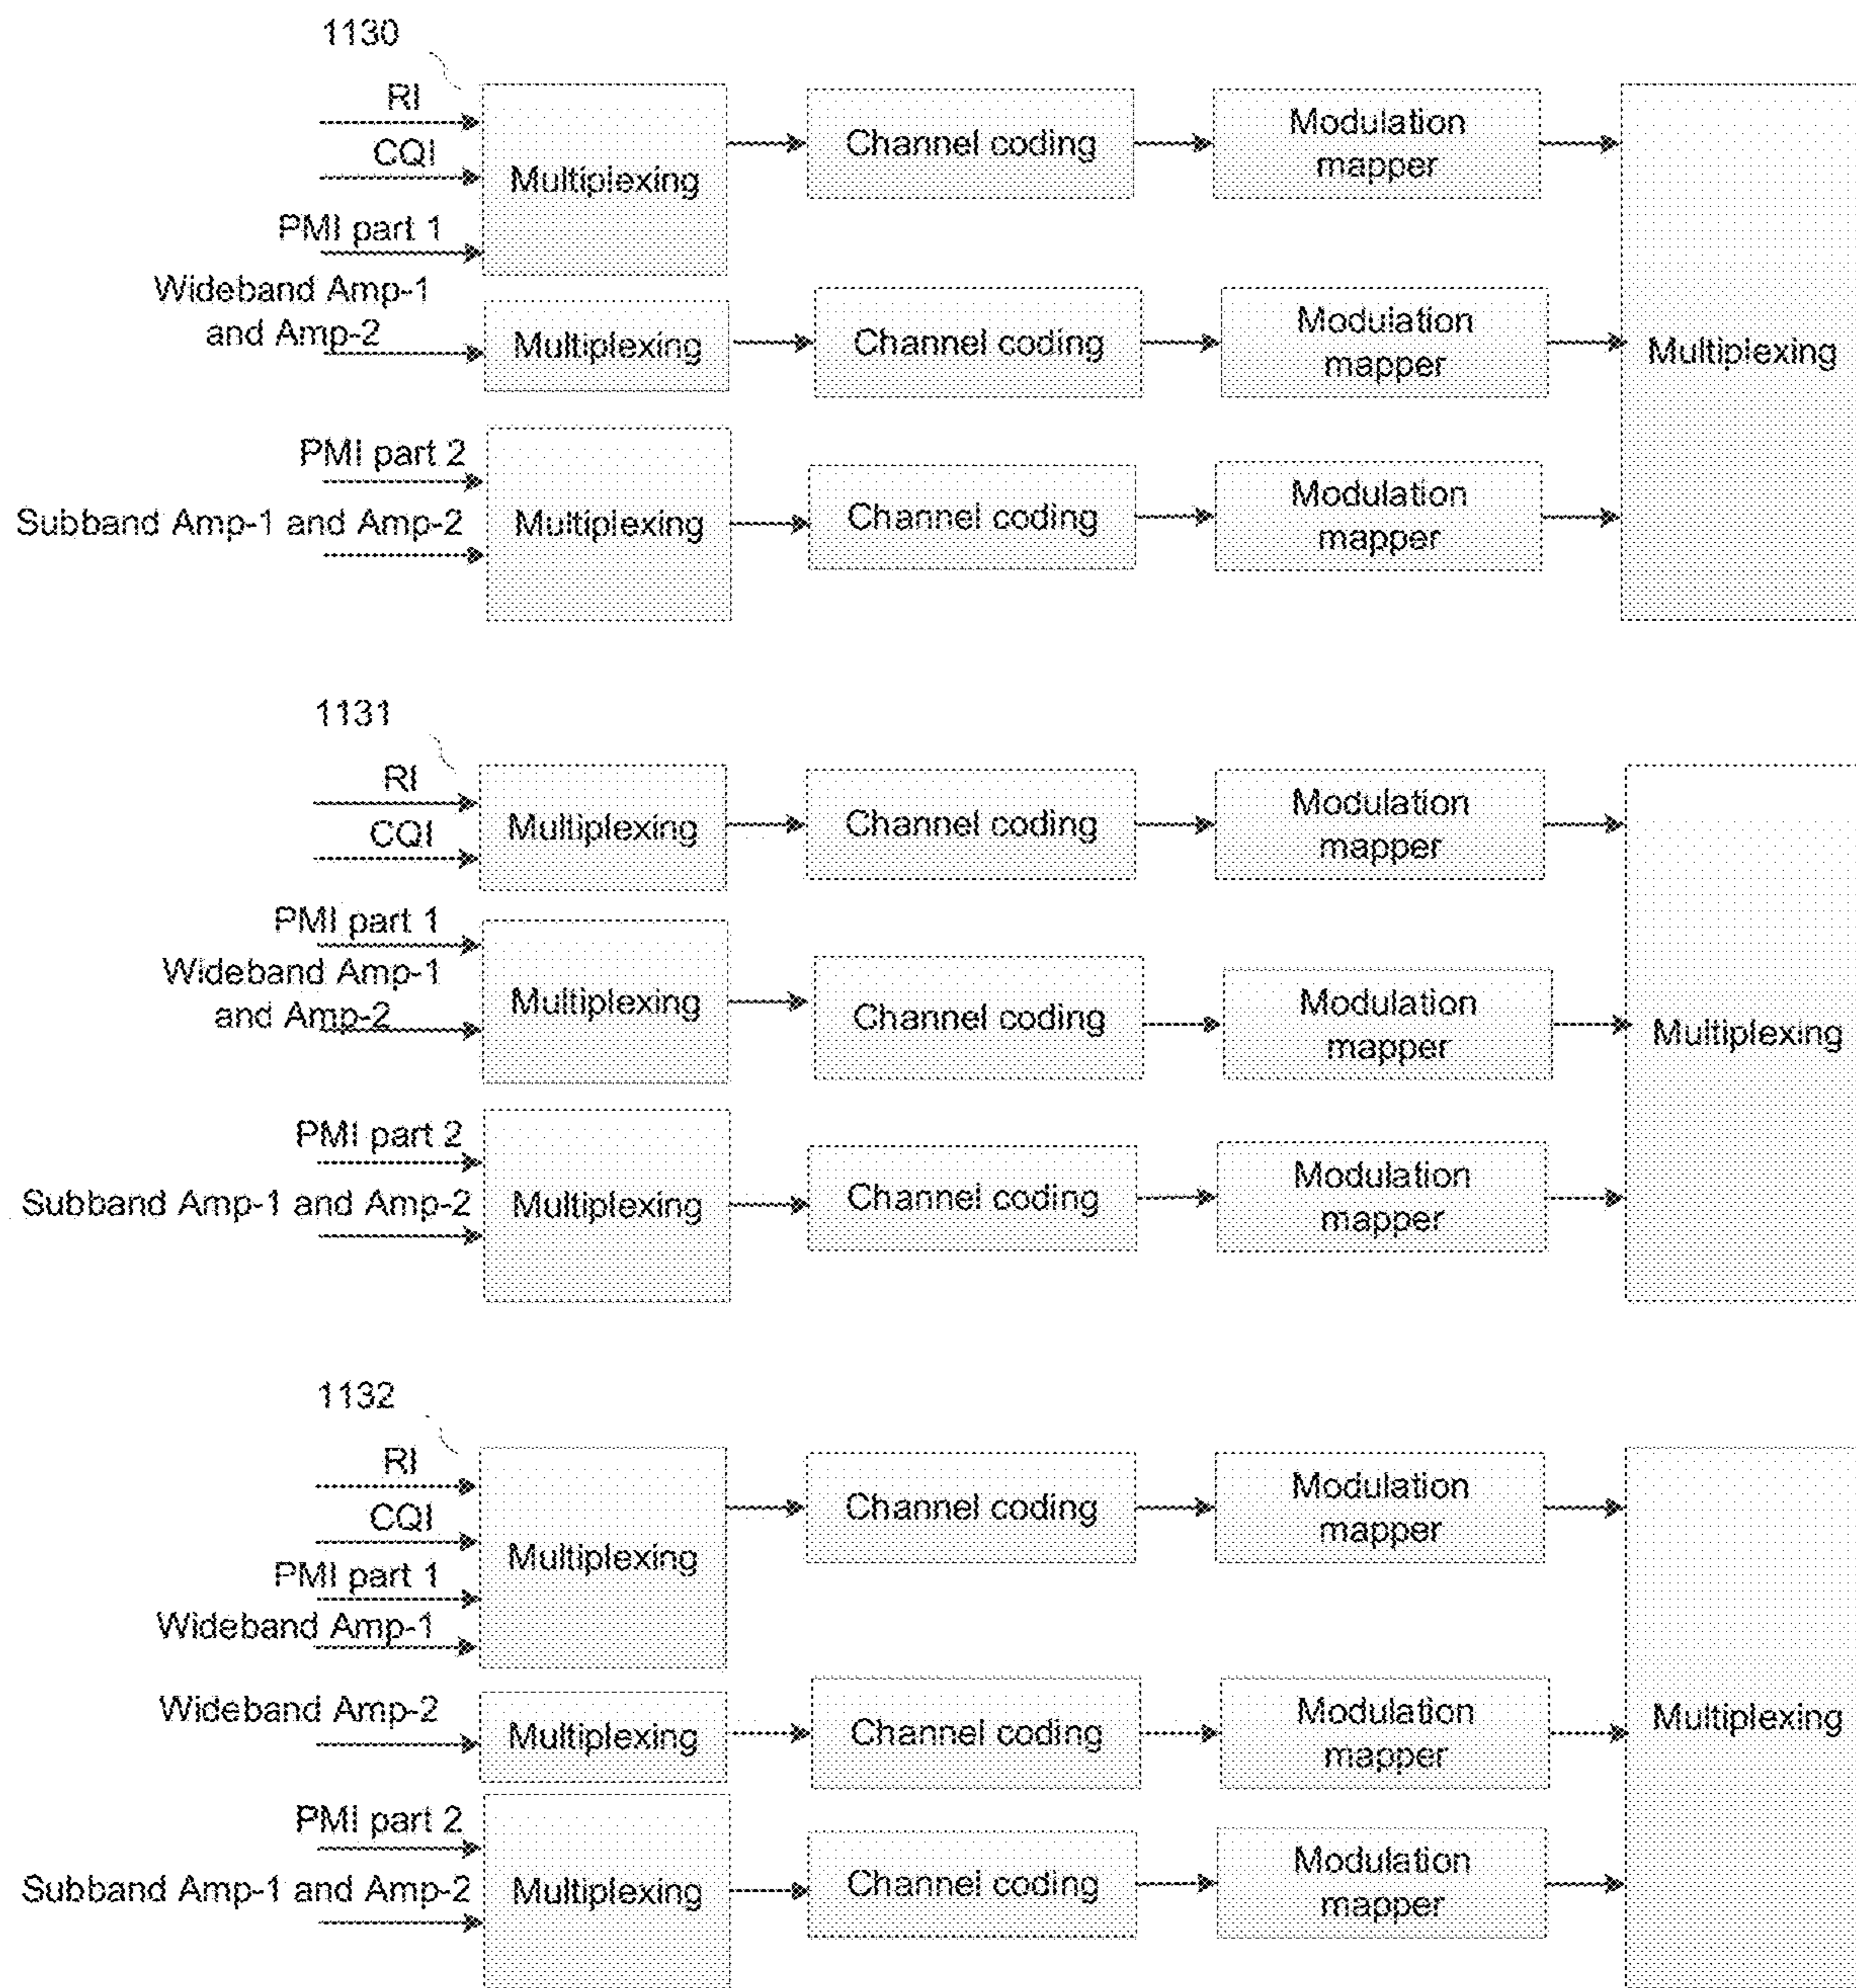 1130
RI
CQI
PMI part 1
Multiplexing
Channel coding
Modulation
mapper
Wideband Amp-1
and Amp-2
Multiplexing
Channel coding
Modulation
mapper
Multiplexing
PMI part 2
Subband Amp-1 and Amp-2
Multiplexing
Channel coding
Modulation
mapper
1131
RI
CQI
Multiplexing
Channel coding
Modulation
mapper
PMI part 1
Wideband Amp-1
and Amp-2
Multiplexing
Channel coding
Modulation
mapper
Multiplexing
PMI part 2
Subband Amp-1 and Amp-2
Multiplexing
Channel coding
Modulation
mapper
1132
RI
CQI
PMI part 1
Wideband Amp-1
Multiplexing
Channel coding
Modulation
mapper
Wideband Amp-2
Multiplexing
Channel coding
Modulation
mapper
Multiplexing
PMI part 2
Subband Amp-1 and Amp-2
Multiplexing
Channel coding
Modulation
mapper